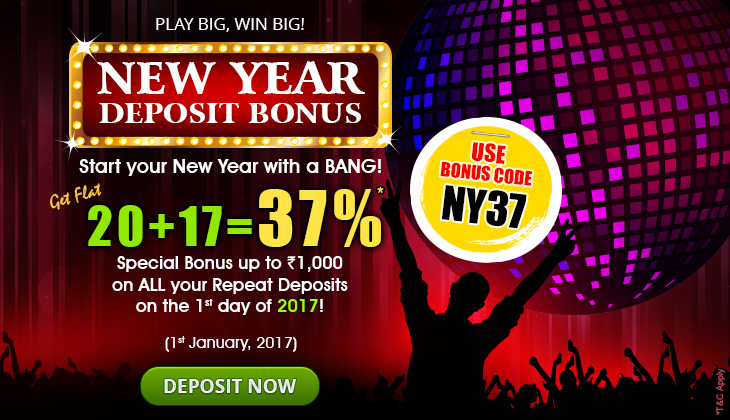 PLAY BIG, WIN BIG!
NEW YEAR
DEPOSIT BONUS
Start your New Year with a BANG!
Get Flat
20+17=37%*
Special Bonus up to ₹1,000
on ALL your Repeat Deposits
on the 1st day of 2017!
(1st January, 2017)
DEPOSIT NOW
USE
BONUS CODE
NY37
*T&C Apply